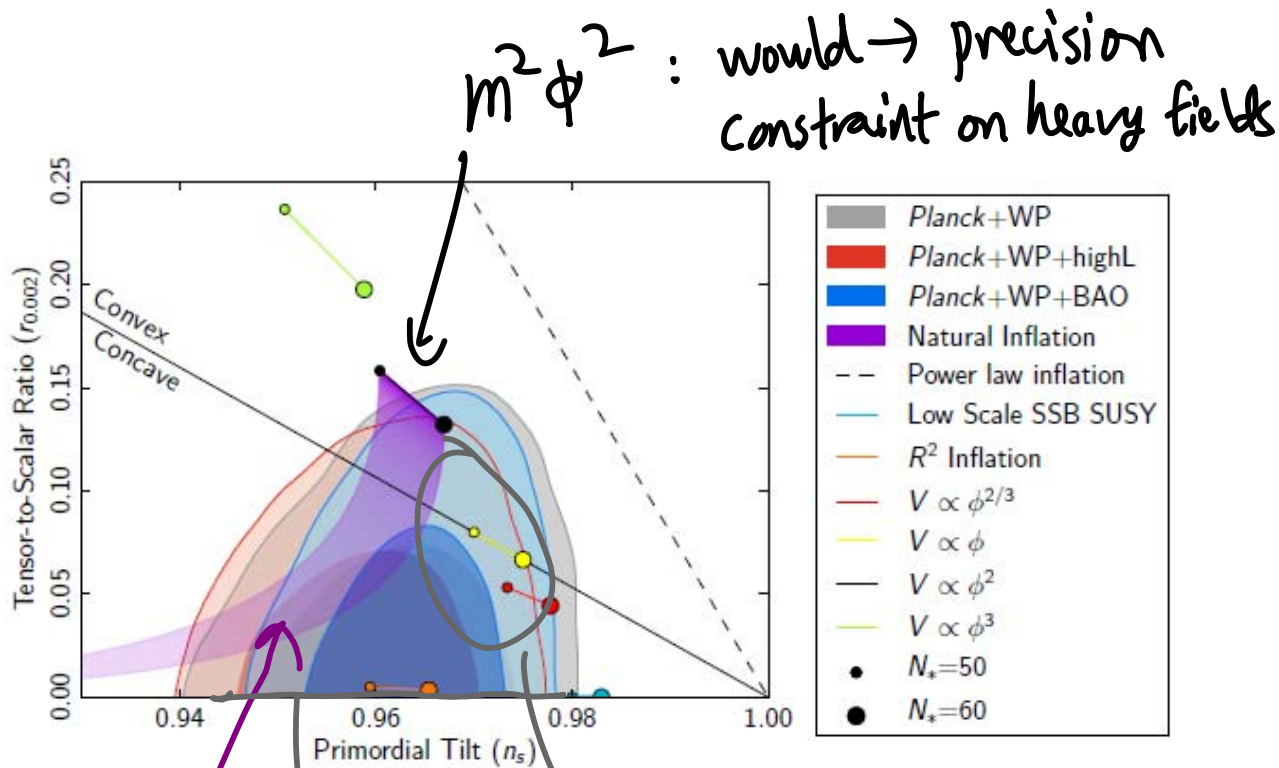 m²φ² : would → precision
constraint on heavy fields
0.25
0.20
0.15
0.10
0.05
0.00
Tensor-to-Scalar Ratio (r₀.₀₀₂)
Convex
Concave
0.94
0.96
0.98
1.00
Primordial Tilt (nₛ)
Planck+WP
Planck+WP+highL
Planck+WP+BAO
Natural Inflation
Power law inflation
Low Scale SSB SUSY
R² Inflation
V ∝ φ²/³
V ∝ φ
V ∝ φ²
V ∝ φ³
N*=50
N*=60